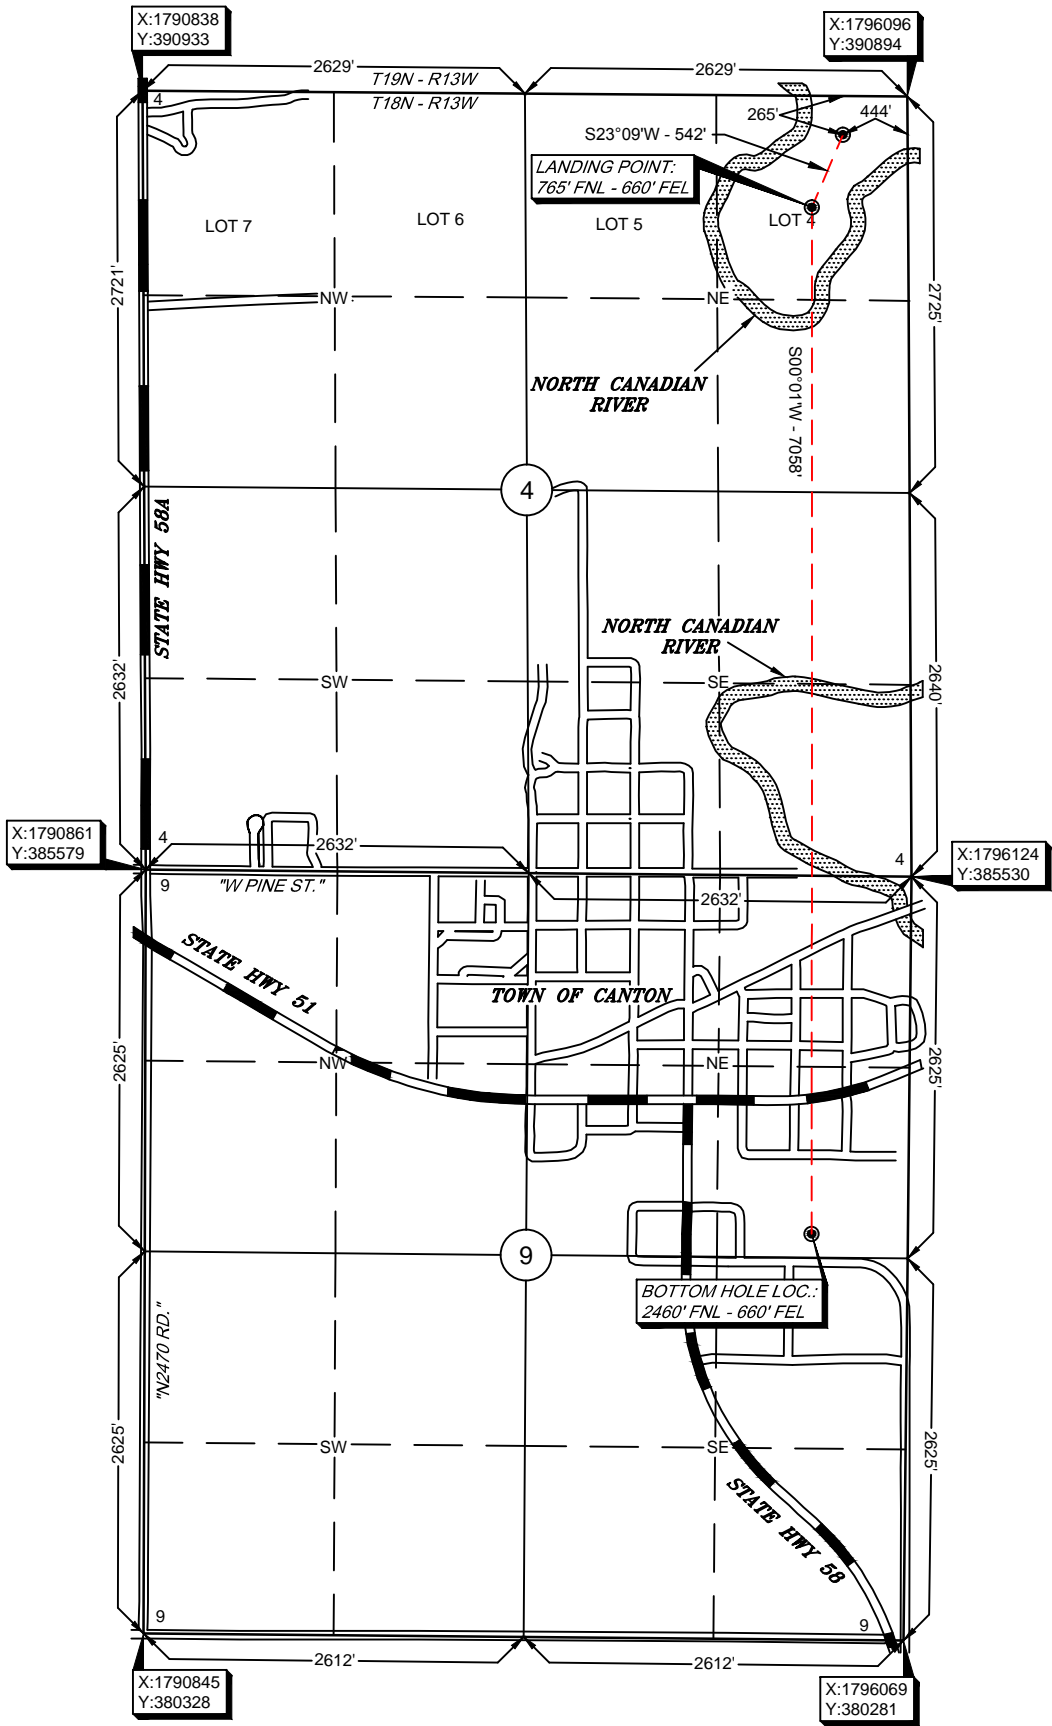 X:1790838
Y:390933
X:1796096
Y:390894
2629'
2629'
T19N - R13W
T18N - R13W
4
265'
444'
S23°09'W - 542'
LANDING POINT:
765' FNL - 660' FEL
LOT 7
LOT 6
LOT 5
LOT 4
2721'
2725'
NW
NE
NORTH CANADIAN
RIVER
S00°01'W - 7058'
4
STATE HWY 58A
NORTH CANADIAN
RIVER
2632'
2640'
SW
SE
X:1790861
Y:385579
4
2632'
4
X:1796124
Y:385530
9
"W PINE ST."
2632'
STATE HWY 51
TOWN OF CANTON
2625'
2625'
NW
NE
9
BOTTOM HOLE LOC.:
2460' FNL - 660' FEL
"N2470 RD."
2625'
2625'
SW
SE
STATE HWY 58
9
9
2612'
2612'
X:1790845
Y:380328
X:1796069
Y:380281